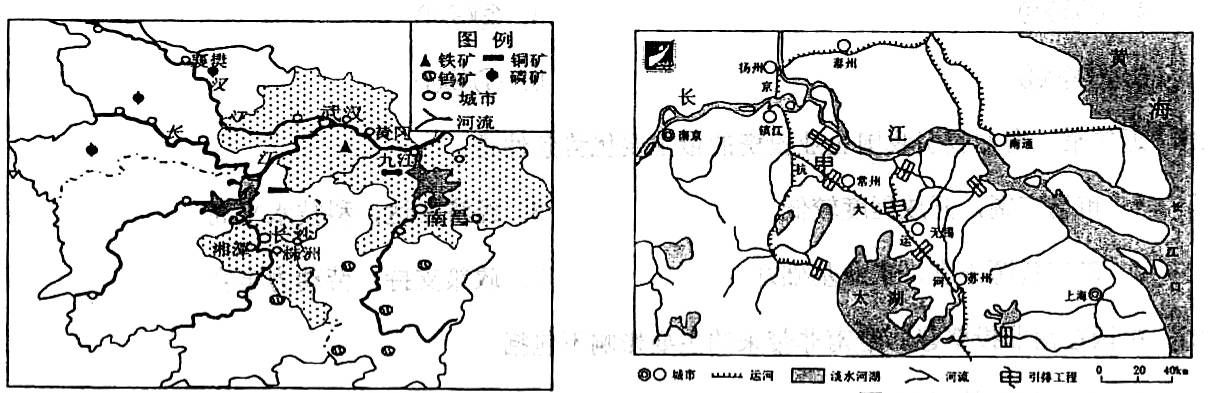 图 例
铁矿 铜矿
钨矿 磷矿
城市
河流
襄樊
汉
江
武汉
长
江
九江
南昌
长沙
湘潭
株洲
黄
海
扬州
泰州
京
长
镇江
南京
江
南通
杭
常州
大
无锡
运
河
苏州
太 湖
上海
长
江
口
城市 运河 淡水河湖 河流 引排工程 0 20 40km